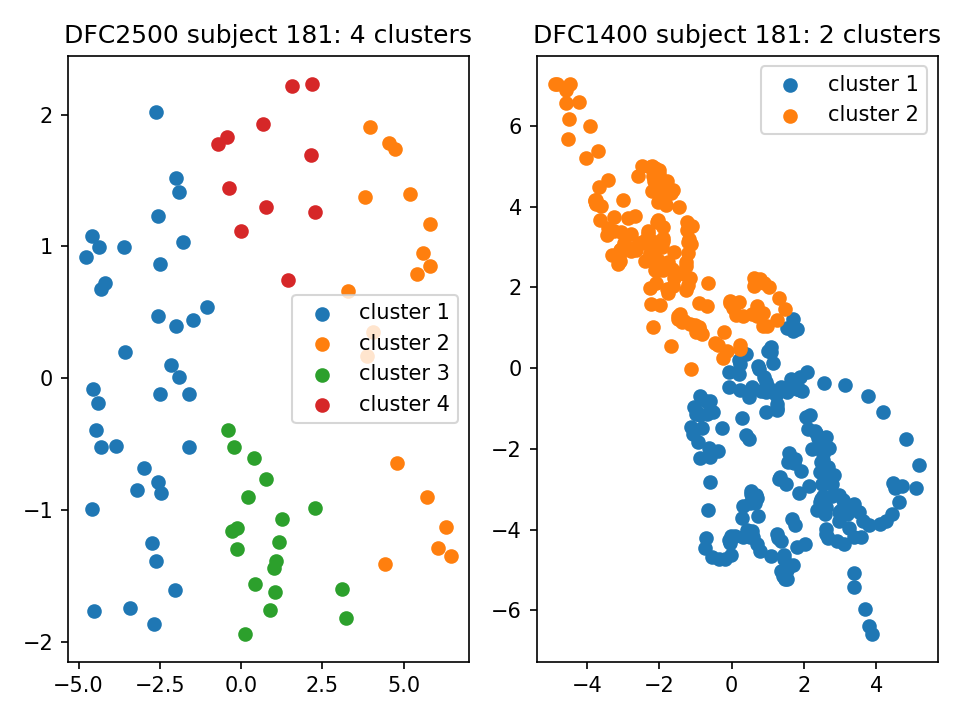 DFC2500 subject 181: 4 clusters
2
1
0
−1
−2
−5.0
−2.5
0.0
2.5
5.0
cluster 1
cluster 2
cluster 3
cluster 4
DFC1400 subject 181: 2 clusters
6
4
2
0
−2
−4
−6
−4
−2
0
2
4
cluster 1
cluster 2